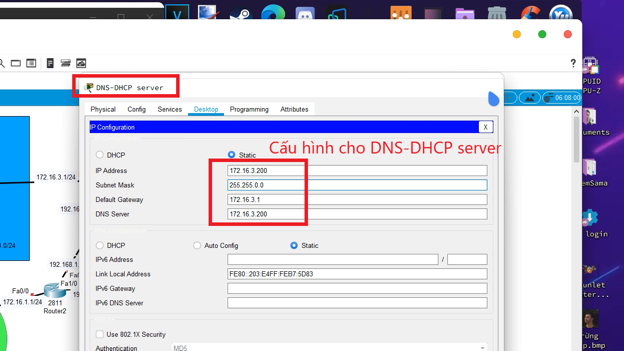 ?
DNS-DHCP server
Physical Config Services Desktop Programming Attributes
IP Configuration X
Cấu hình cho DNS-DHCP server
DHCP Static
IP Address 172.16.3.200
Subnet Mask 255.255.0.0
Default Gateway 172.16.3.1
DNS Server 172.16.3.200
DHCP Auto Config Static
IPv6 Address /
Link Local Address FE80::203:E4FF:FEB7:5D83
IPv6 Gateway
IPv6 DNS Server
Use 802.1X Security
Authentication MD5
172.16.3.1/24
192.16
0.0/24
192.168.1
Fa0/0
Fa1/0
172.16.1.1/24
2811
Router2
06:08:00
PUID
PU-Z
uments
emSama
login
unlet
ter...
rừng
p.bmp